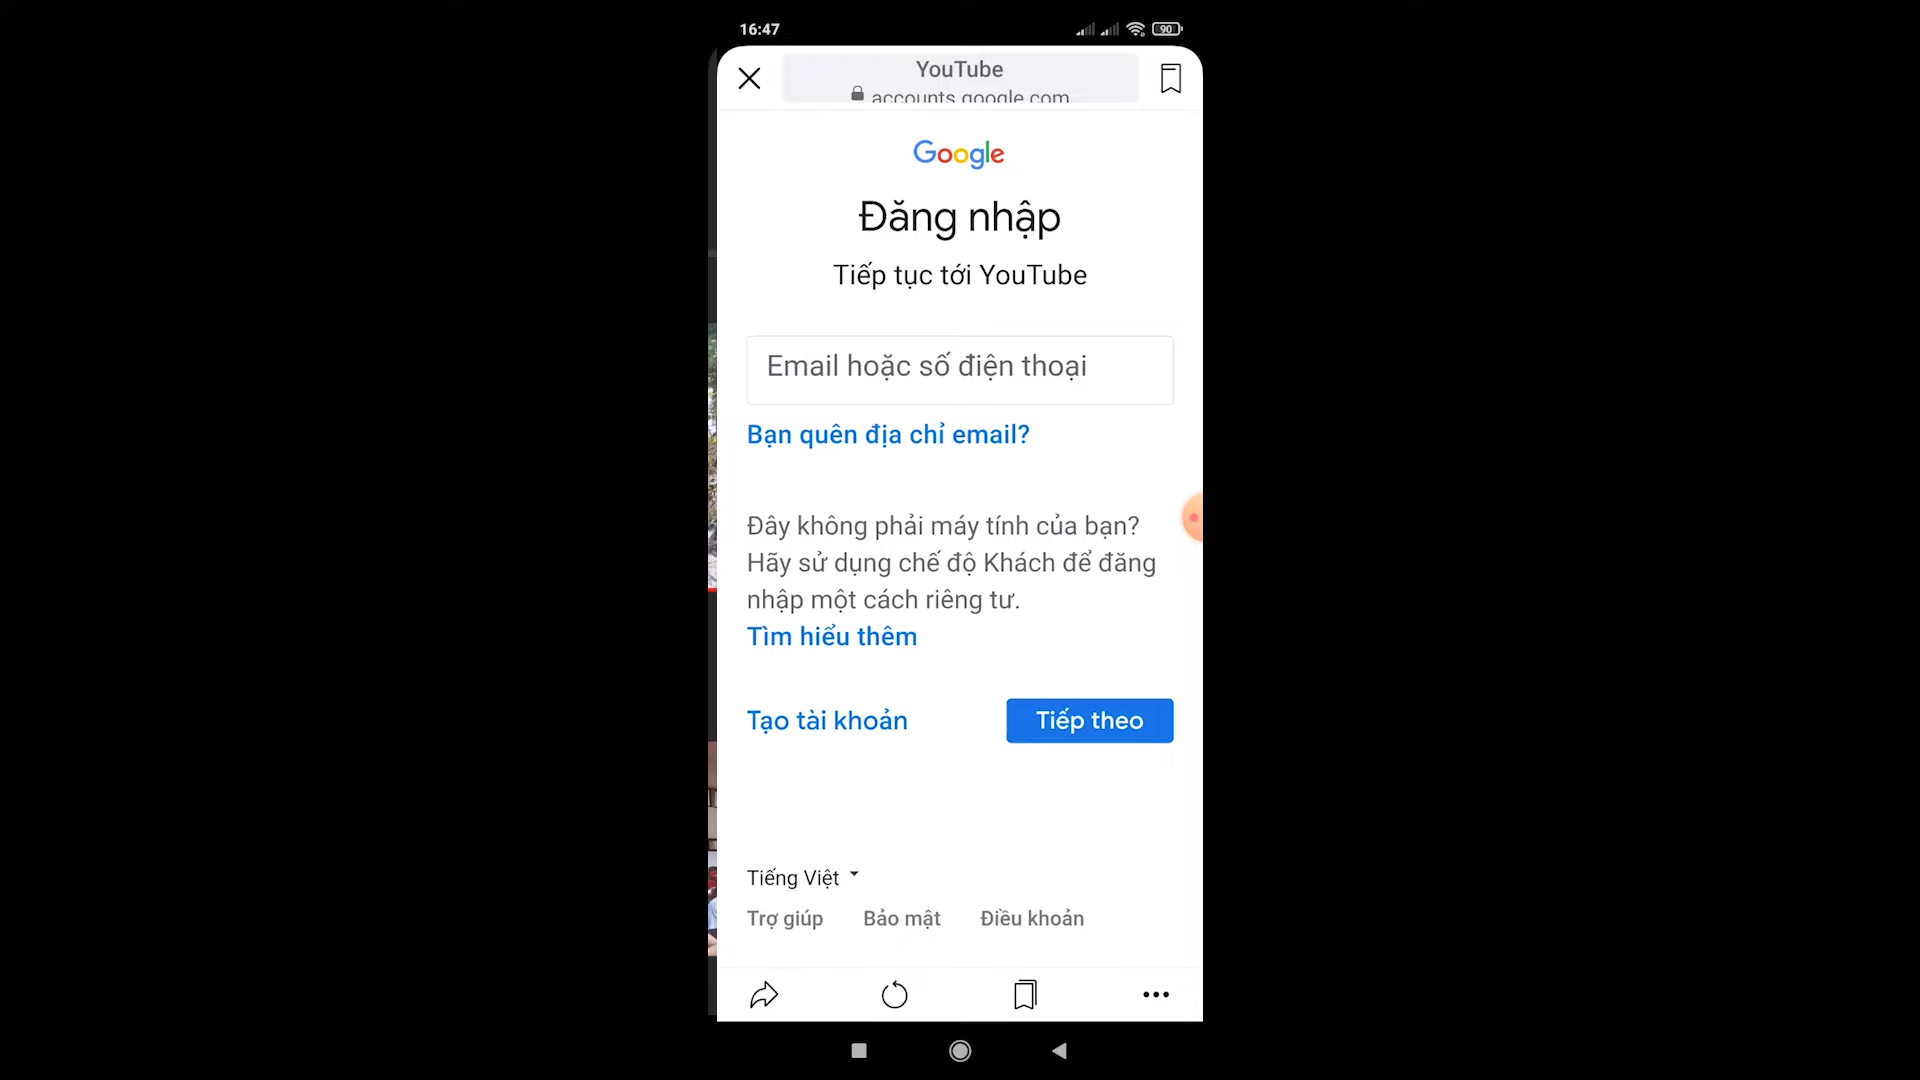 16:47
90
YouTube
accounts.google.com
Google
Đăng nhập
Tiếp tục tới YouTube
Email hoặc số điện thoại
Bạn quên địa chỉ email?
Đây không phải máy tính của bạn?
Hãy sử dụng chế độ Khách để đăng
nhập một cách riêng tư.
Tìm hiểu thêm
Tạo tài khoản
Tiếp theo
Tiếng Việt
Trợ giúp
Bảo mật
Điều khoản